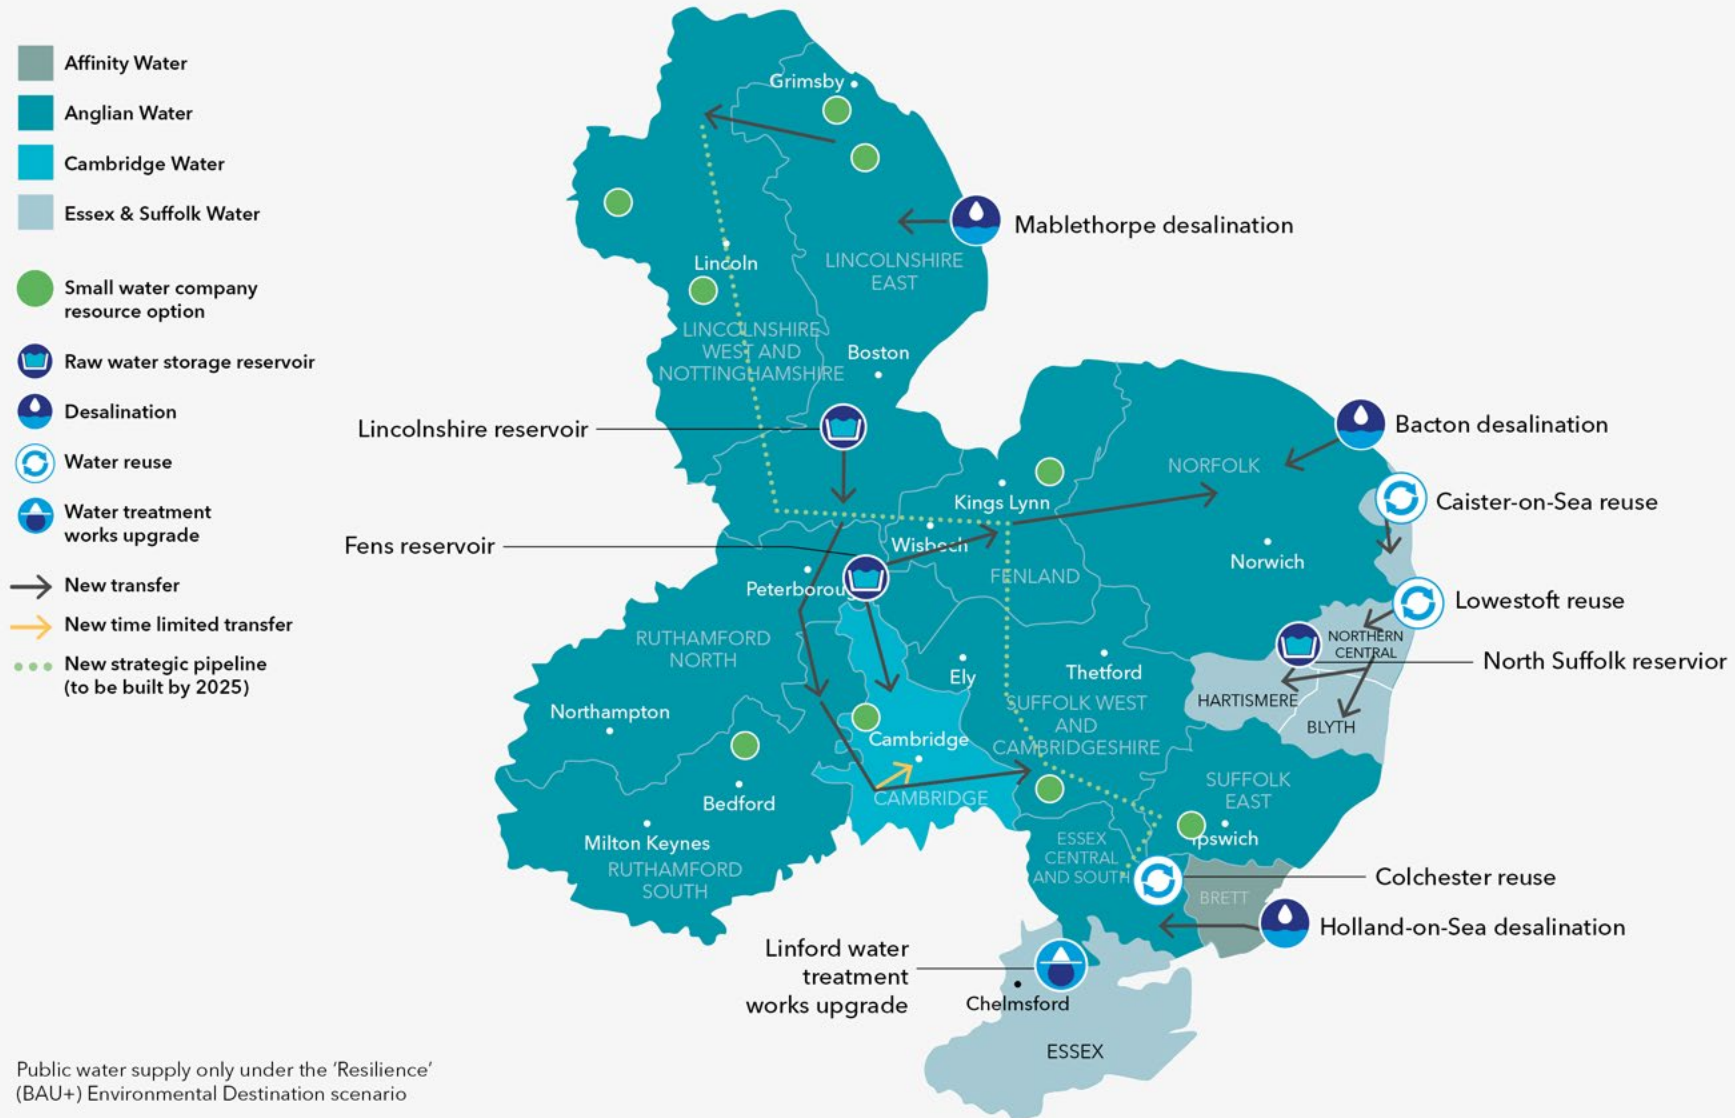 Affinity Water
Anglian Water
Cambridge Water
Essex & Suffolk Water
Small water company
resource option
Raw water storage reservoir
Desalination
Water reuse
Water treatment
works upgrade
New transfer
New time limited transfer
New strategic pipeline
(to be built by 2025)
Grimsby
Mablethorpe desalination
LINCOLNSHIRE
EAST
Lincoln
LINCOLNSHIRE
WEST AND
NOTTINGHAMSHIRE
Boston
Lincolnshire reservoir
Bacton desalination
NORFOLK
Kings Lynn
Caister-on-Sea reuse
Fens reservoir
Wisbech
Norwich
FENLAND
Peterboroug
Lowestoft reuse
RUTHAMFORD
NORTH
NORTHERN
CENTRAL
North Suffolk reservior
Ely
Thetford
HARTISMERE
Northampton
SUFFOLK WEST
AND
CAMBRIDGESHIRE
BLYTH
Cambridge
SUFFOLK
EAST
Bedford
CAMBRIDGE
Milton Keynes
Ipswich
ESSEX
CENTRAL
AND SOUTH
RUTHAMFORD
SOUTH
Colchester reuse
BRETT
Holland-on-Sea desalination
Linford water
treatment
works upgrade
Chelmsford
ESSEX
Public water supply only under the ‘Resilience’
(BAU+) Environmental Destination scenario